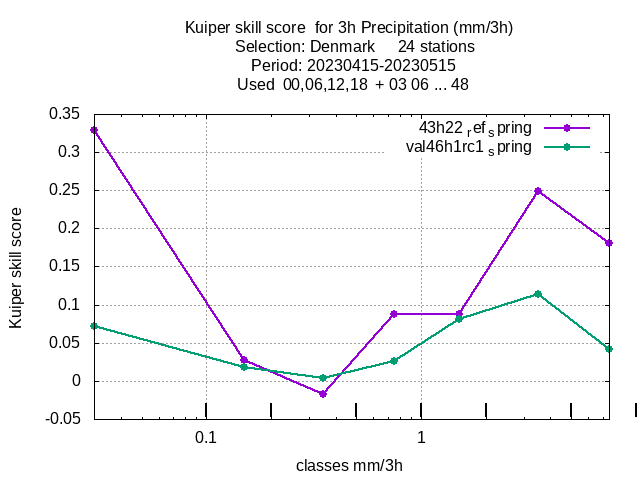 Kuiper skill score  for 3h Precipitation (mm/3h)
Selection: Denmark     24 stations
Period: 20230415-20230515
Used  00,06,12,18  + 03 06 ... 48
43h22 ref spring
val46h1rc1 spring
0.35
0.3
0.25
0.2
0.15
0.1
0.05
0
-0.05
Kuiper skill score
0.1 1
classes mm/3h